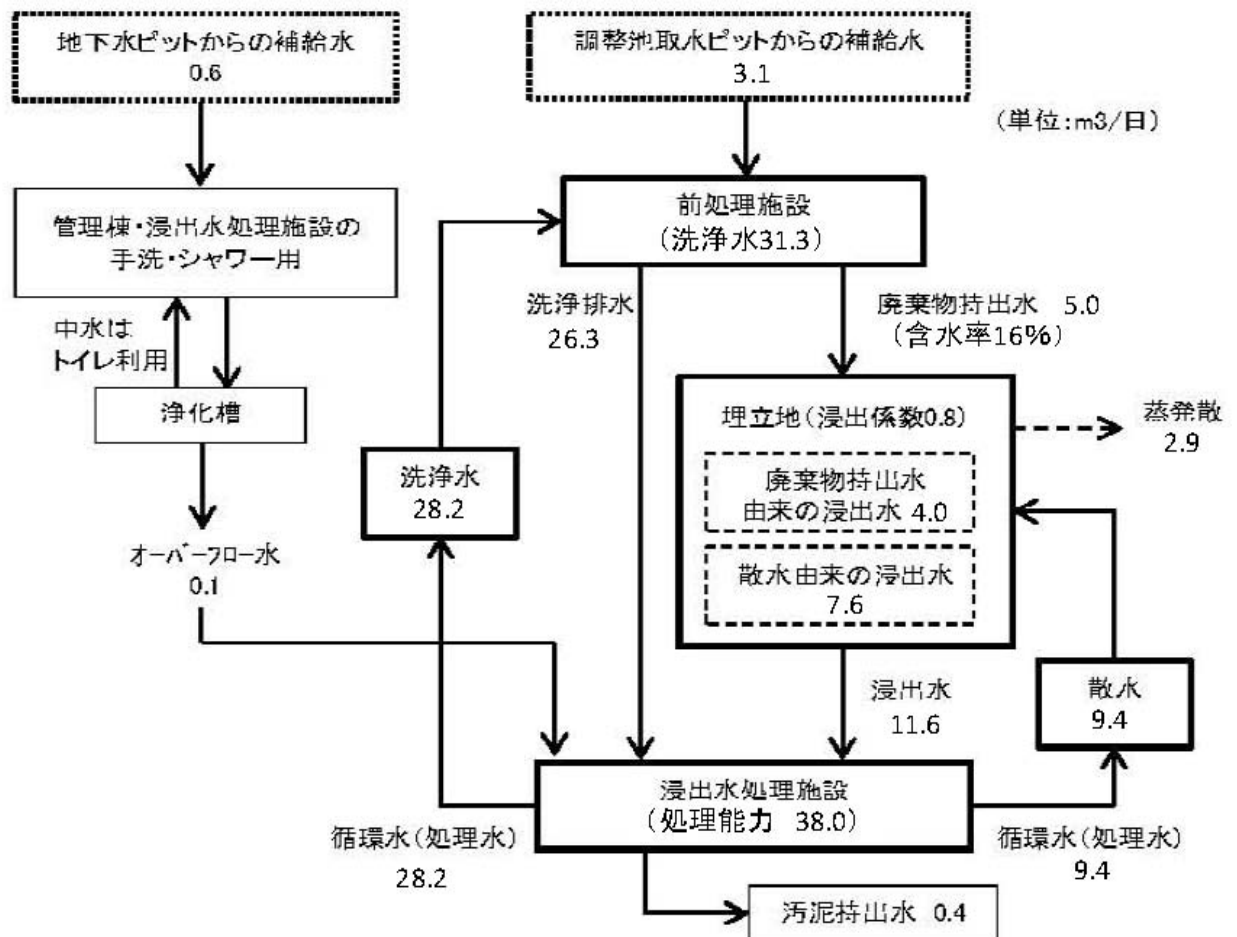 地下水ピットからの補給水
0.6
調整池取水ピットからの補給水
3.1
(単位:m3/日)
管理棟・浸出水処理施設の
手洗・シャワー用
前処理施設
(洗浄水31.3)
中水は
トイレ利用
洗浄排水
26.3
廃棄物持出水 5.0
(含水率16%)
浄化槽
埋立地(浸出係数0.8)
蒸発散
2.9
洗浄水
28.2
廃棄物持出水
由来の浸出水 4.0
オーバーフロー水
0.1
散水由来の浸出水
7.6
浸出水
11.6
散水
9.4
浸出水処理施設
(処理能力 38.0)
循環水(処理水)
28.2
循環水(処理水)
9.4
汚泥持出水 0.4